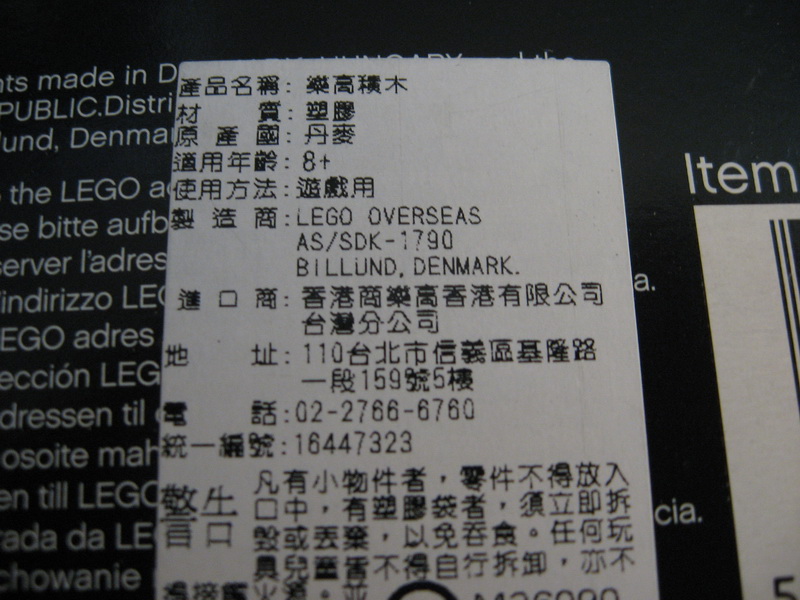 產品名稱: 樂高積木
材 質: 塑膠
原 產 國: 丹麥
適用年齡: 8+
使用方法: 遊戲用
製 造 商: LEGO OVERSEAS
AS/SDK-1790
BILLUND, DENMARK.
進 口 商: 香港商樂高香港有限公司
台灣分公司
地 址: 110台北市信義區基隆路
一段159號5樓
電 話: 02-2766-6760
統一編號: 16447323
警告 凡有小物件者，零件不得放入
口中，有塑膠袋者，須立即拆
毀或丟棄，以免吞食。任何玩
具兒童皆不得自行拆卸，亦不
nts made in D
PUBLIC.Distri
lund, Denma
the LEGO a
se bitte aufb
server l'adres
l'indirizzo LEG
LEGO adres
ección LEG
dressen til
osoite mah
en till LEGO
rada da LE
chowanie
a.
cia.
Item
5